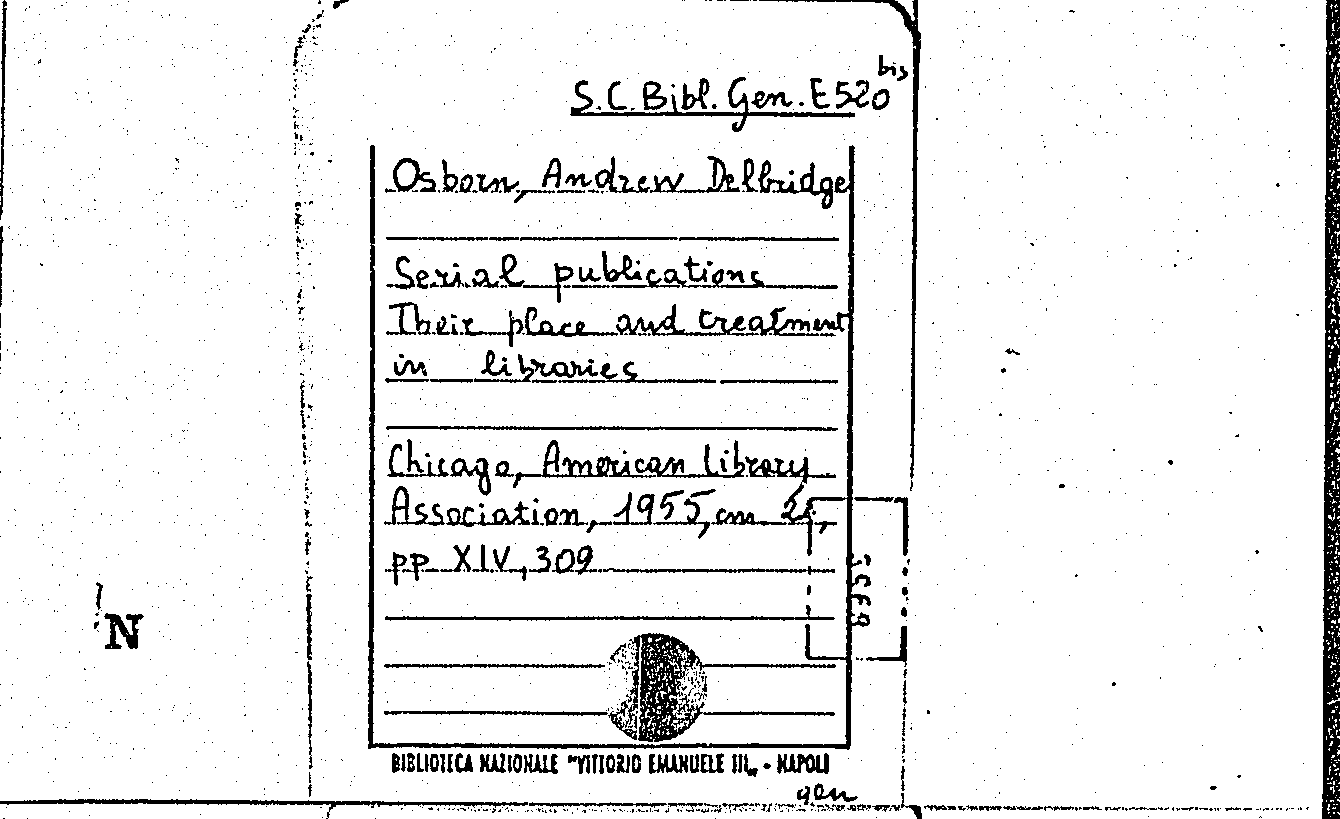 S.C. Bibl. Gen. E520 bis
Osborn, Andrew Delbridge
Serial publications
Their place and treatment
in libraries
Chicago, American Library
Association, 1955, cm
pp XIV, 309
N
BIBLIOTECA NAZIONALE "VITTORIO EMANUELE III„ - NAPOLI
gen